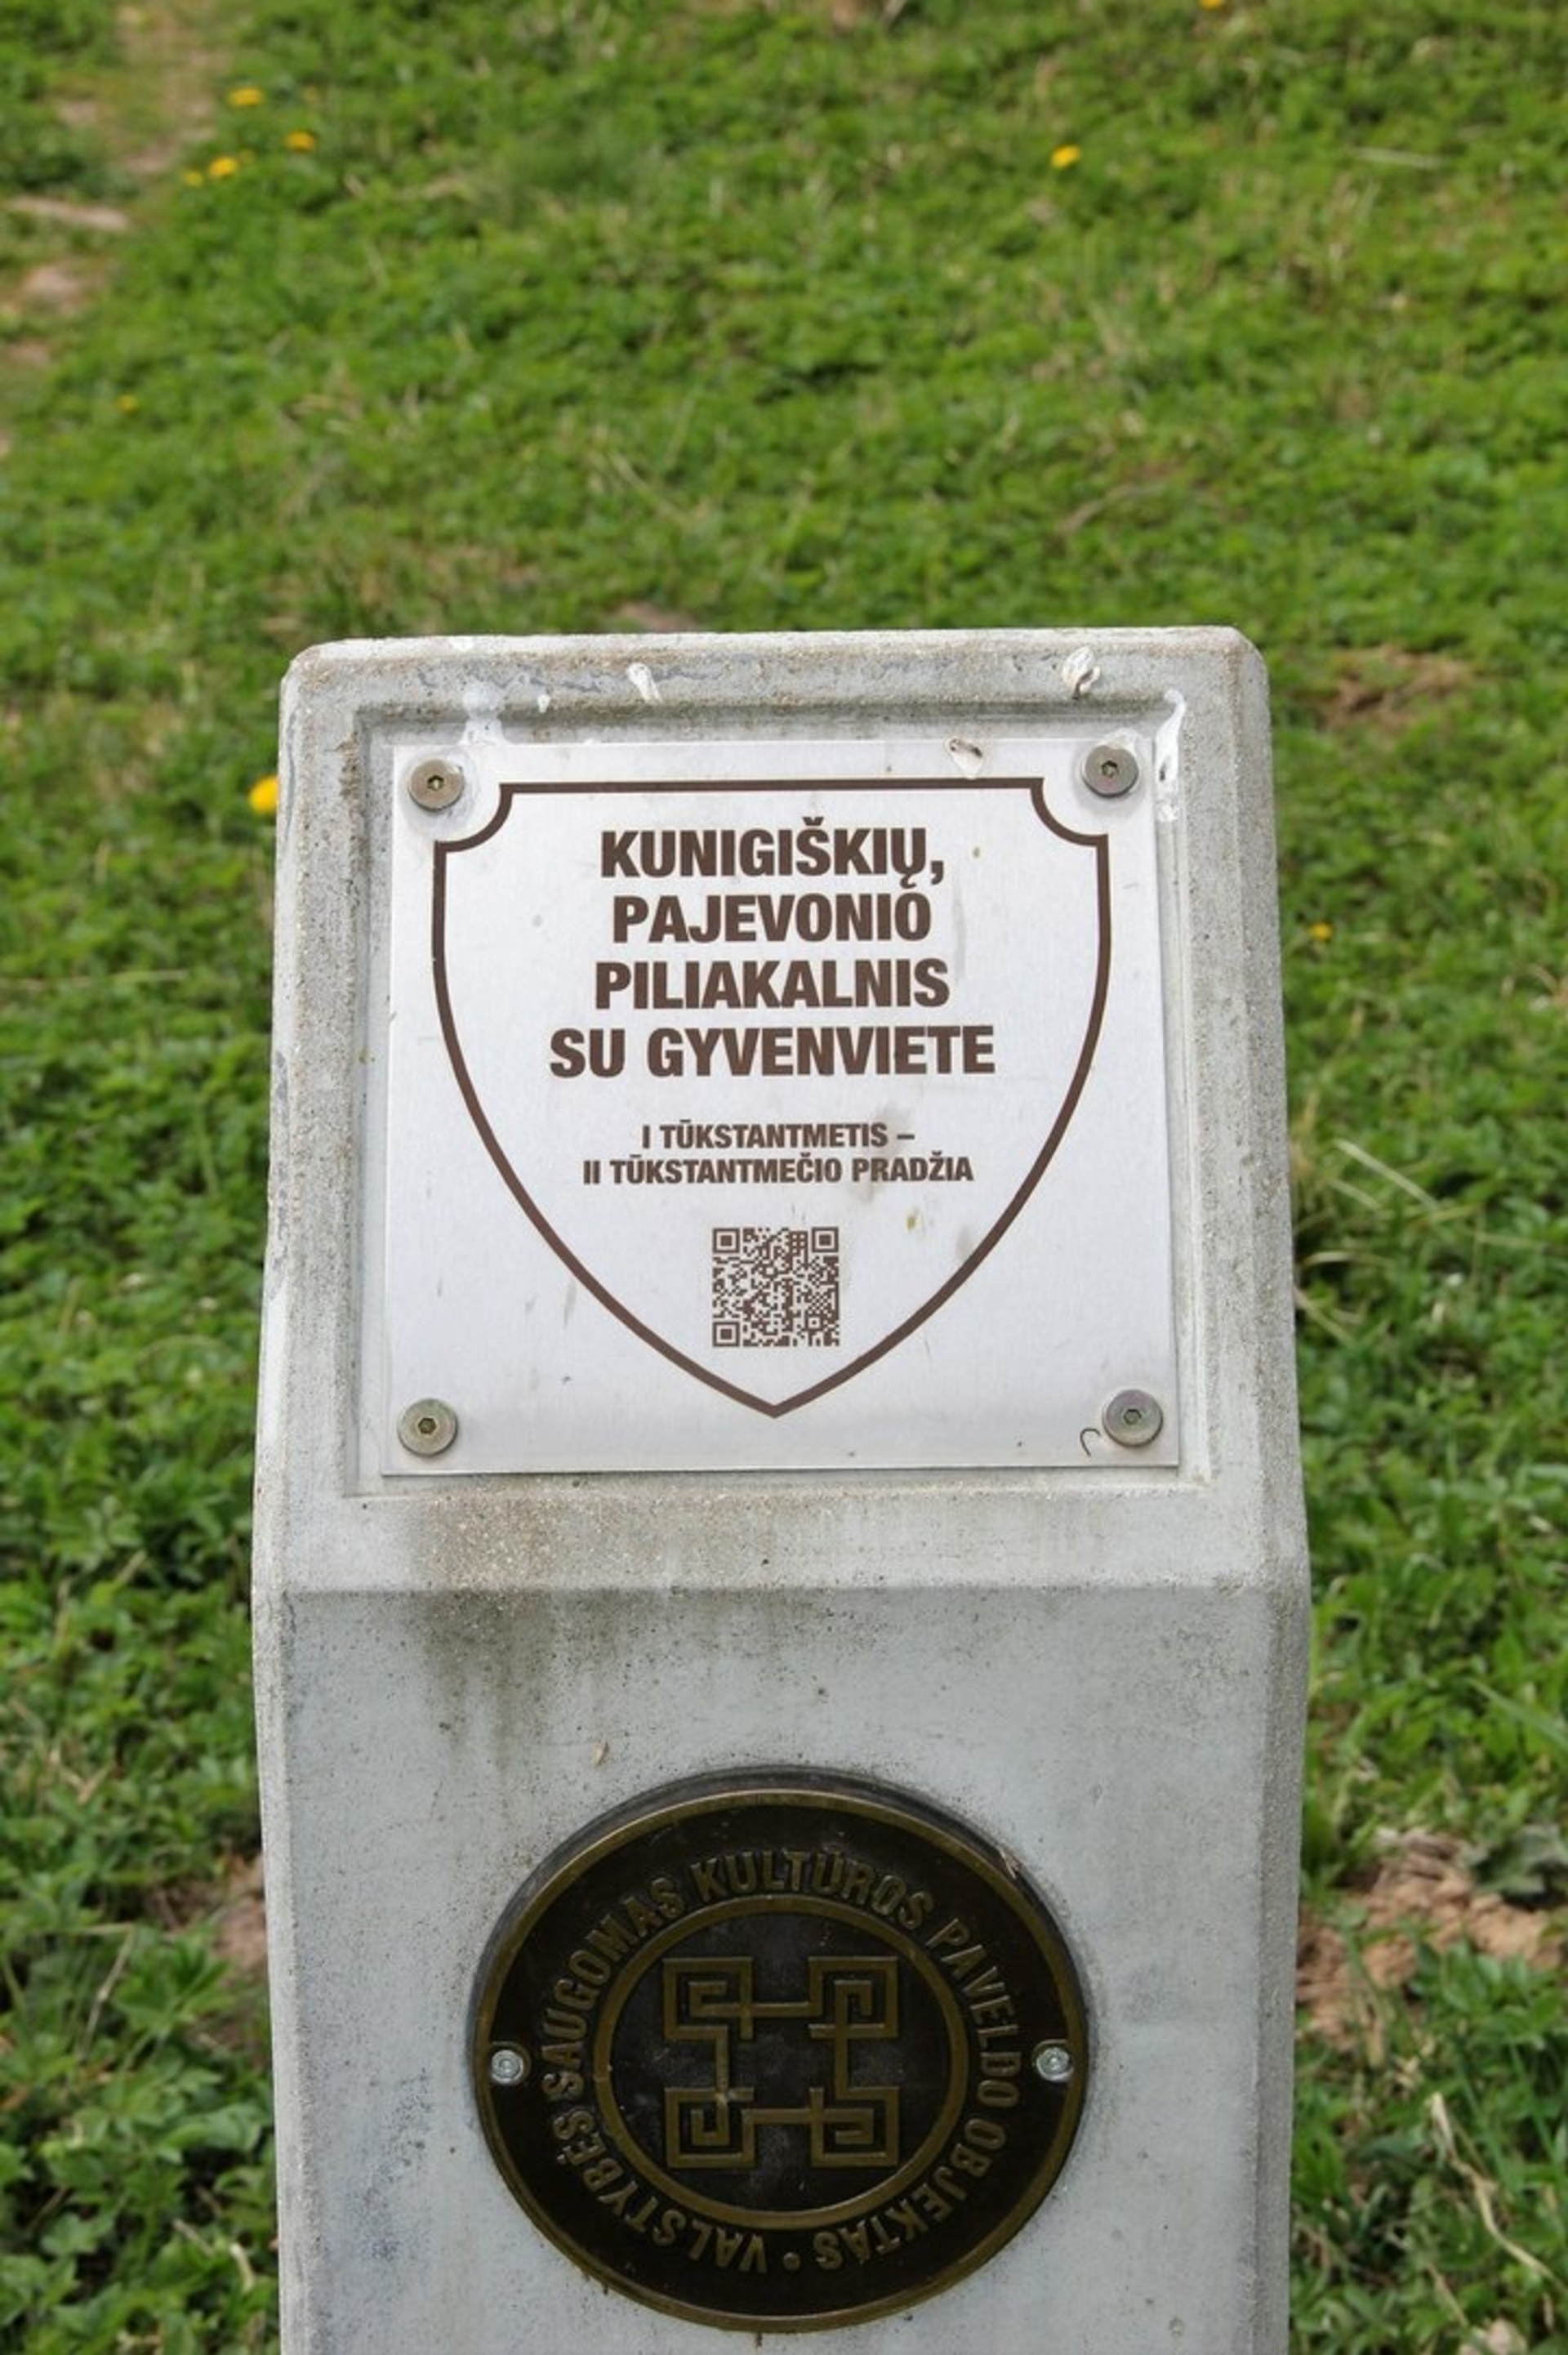 KUNIGIŠKIŲ,
PAJEVONIO
PILIAKALNIS
SU GYVENVIETE
I TŪKSTANTMETIS –
II TŪKSTANTMEČIO PRADŽIA
VALSTYBĖS SAUGOMAS KULTŪROS PAVELDO OBJEKTAS •